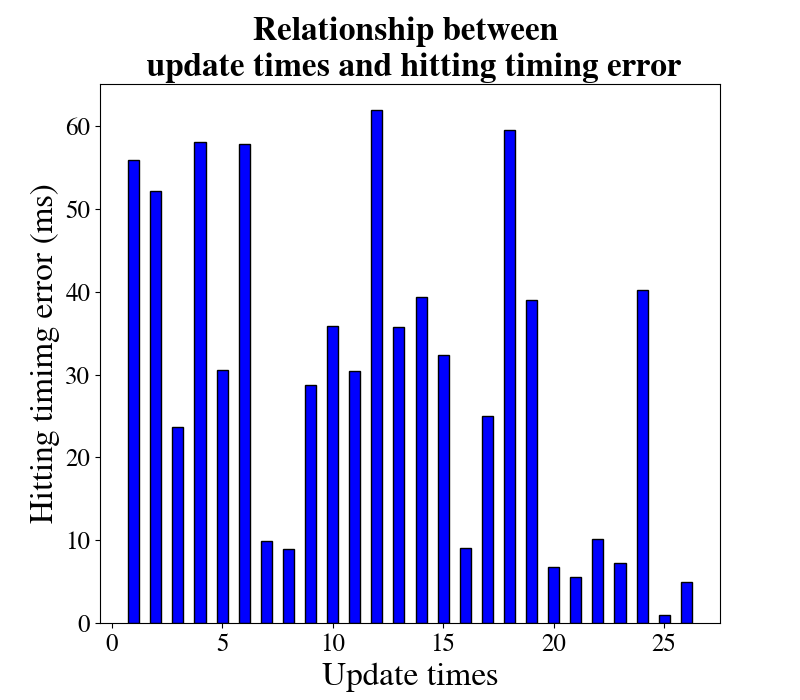 Relationship between
update times and hitting timing error
Hitting timimg error (ms)
60
50
40
30
20
10
0
0 5 10 15 20 25
Update times